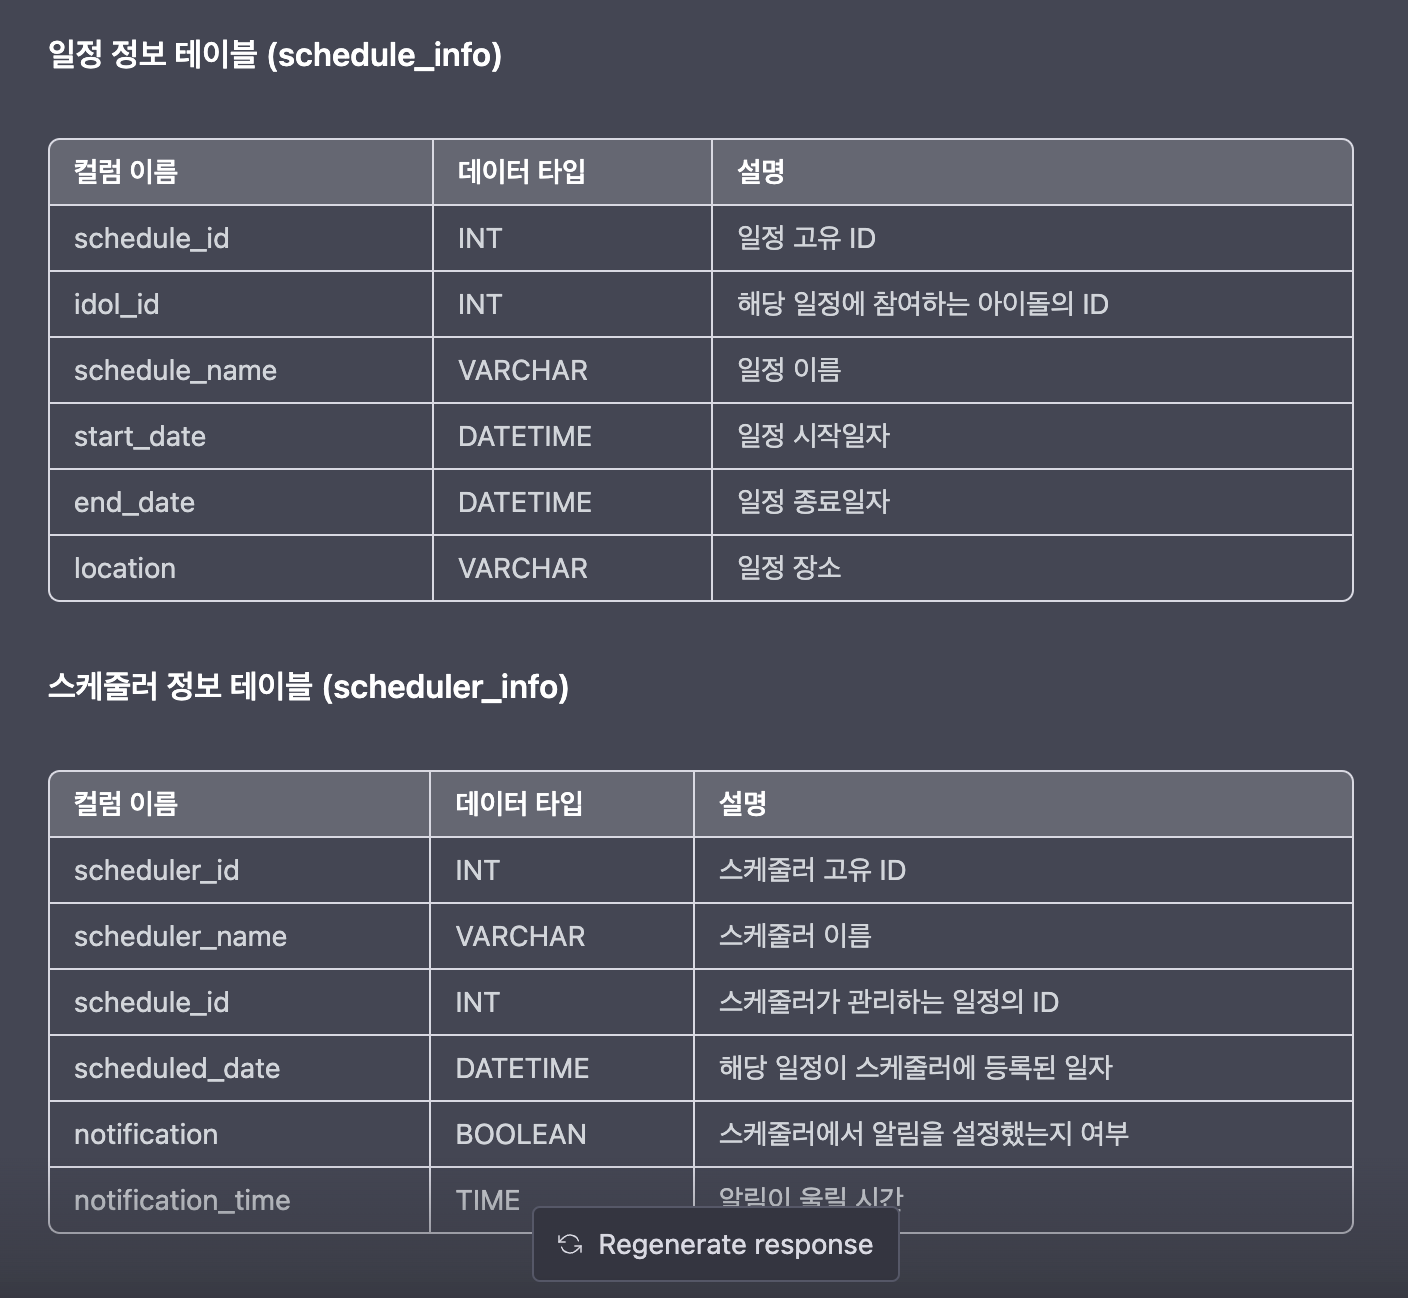 일정 정보 테이블 (schedule_info)
컬럼 이름 데이터 타입 설명
schedule_id INT 일정 고유 ID
idol_id INT 해당 일정에 참여하는 아이돌의 ID
schedule_name VARCHAR 일정 이름
start_date DATETIME 일정 시작일자
end_date DATETIME 일정 종료일자
location VARCHAR 일정 장소
스케줄러 정보 테이블 (scheduler_info)
컬럼 이름 데이터 타입 설명
scheduler_id INT 스케줄러 고유 ID
scheduler_name VARCHAR 스케줄러 이름
schedule_id INT 스케줄러가 관리하는 일정의 ID
scheduled_date DATETIME 해당 일정이 스케줄러에 등록된 일자
notification BOOLEAN 스케줄러에서 알림을 설정했는지 여부
notification_time TIME 알림이 울릴 시간
Regenerate response